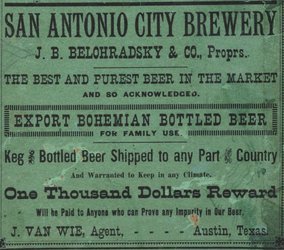 SAN ANTONIO CITY BREWERY
J. B. BELOHRADSKY & CO., Proprs.
THE BEST AND PUREST BEER IN THE MARKET
AND SO ACKNOWLEDGED.
EXPORT BOHEMIAN BOTTLED BEER
FOR FAMILY USE.
Keg and Bottled Beer Shipped to any Part of the Country
And Warranted to Keep in any Climate.
One Thousand Dollars Reward
Will be Paid to Anyone who can Prove any Impurity in Our Beer.
J. VAN WIE, Agent, - - - - Austin, Texas.